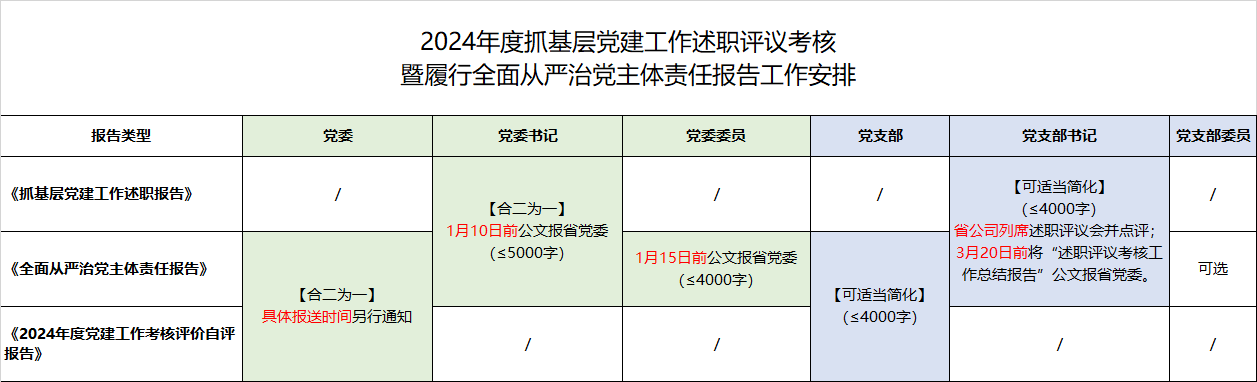 2024年度抓基层党建工作述职评议考核
暨履行全面从严治党主体责任报告工作安排
报告类型
党委
党委书记
党委委员
党支部
党支部书记
党支部委员
《抓基层党建工作述职报告》
/
【合二为一】
1月10日前公文报省党委
(≤5000字)
/
/
【可适当简化】
(≤4000字)
省公司列席述职评议会并点评；
3月20日前将“述职评议考核工
作总结报告”公文报省党委。
/
《全面从严治党主体责任报告》
【合二为一】
具体报送时间另行通知
1月15日前公文报省党委
(≤4000字)
【可适当简化】
(≤4000字)
可选
《2024年度党建工作考核评价自评
报告》
/
/
/
/